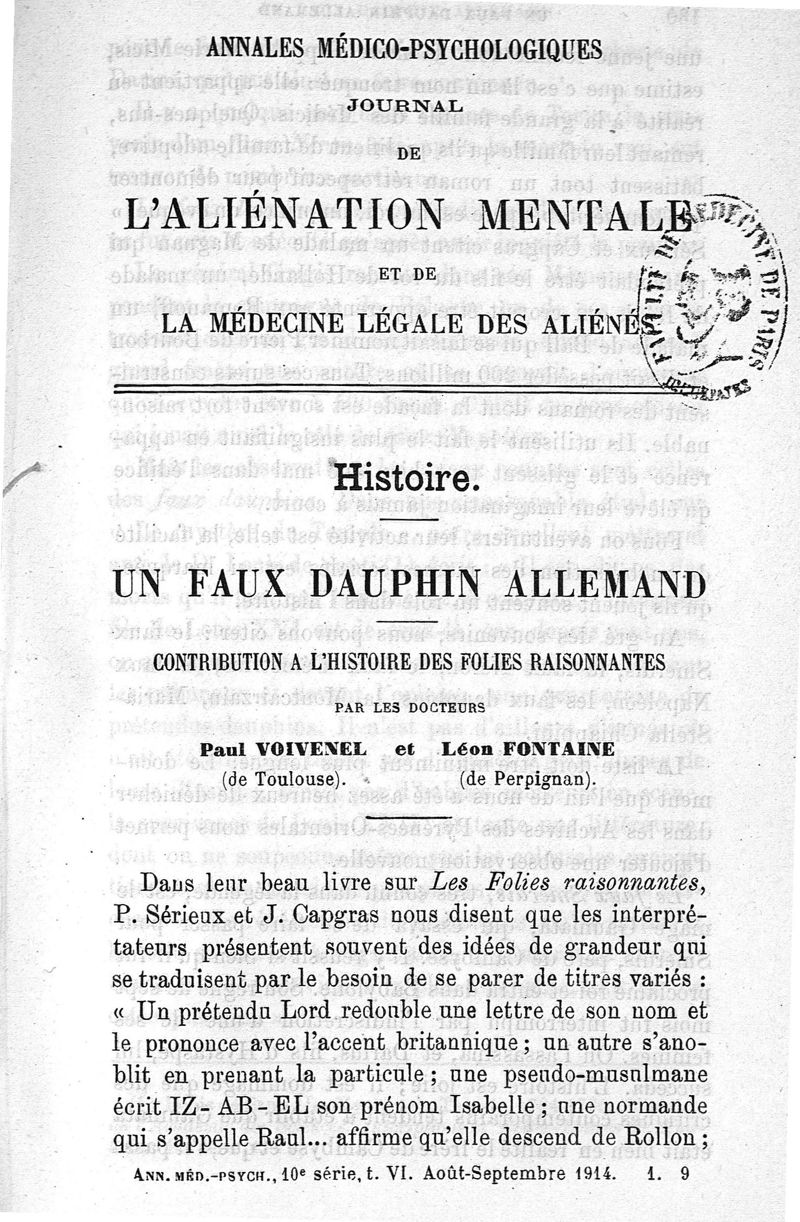 ANNALES MÉDICO-PSYCHOLOGIQUES
JOURNAL
DE
L'ALIÉNATION MENTALE
ET DE
LA MÉDECINE LÉGALE DES ALIÉNÉS
FACULTÉ DE MÉDECINE DE PARIS
Histoire.
UN FAUX DAUPHIN ALLEMAND
CONTRIBUTION A L'HISTOIRE DES FOLIES RAISONNANTES
PAR LES DOCTEURS
Paul VOIVENEL et Léon FONTAINE
(de Toulouse). (de Perpignan).
Dans leur beau livre sur Les Folies raisonnantes,
P. Sérieux et J. Capgras nous disent que les interpré-
tateurs présentent souvent des idées de grandeur qui
se traduisent par le besoin de se parer de titres variés :
« Un prétendu Lord redouble une lettre de son nom et
le prononce avec l'accent britannique ; un autre s'ano-
blit en prenant la particule ; une pseudo-musulmane
écrit IZ-AB-EL son prénom Isabelle ; une normande
qui s'appelle Raul... affirme qu'elle descend de Rollon ;
ANN. MÉD.-PSYCH., 10e série, t. VI. Août-Septembre 1914. 1. 9